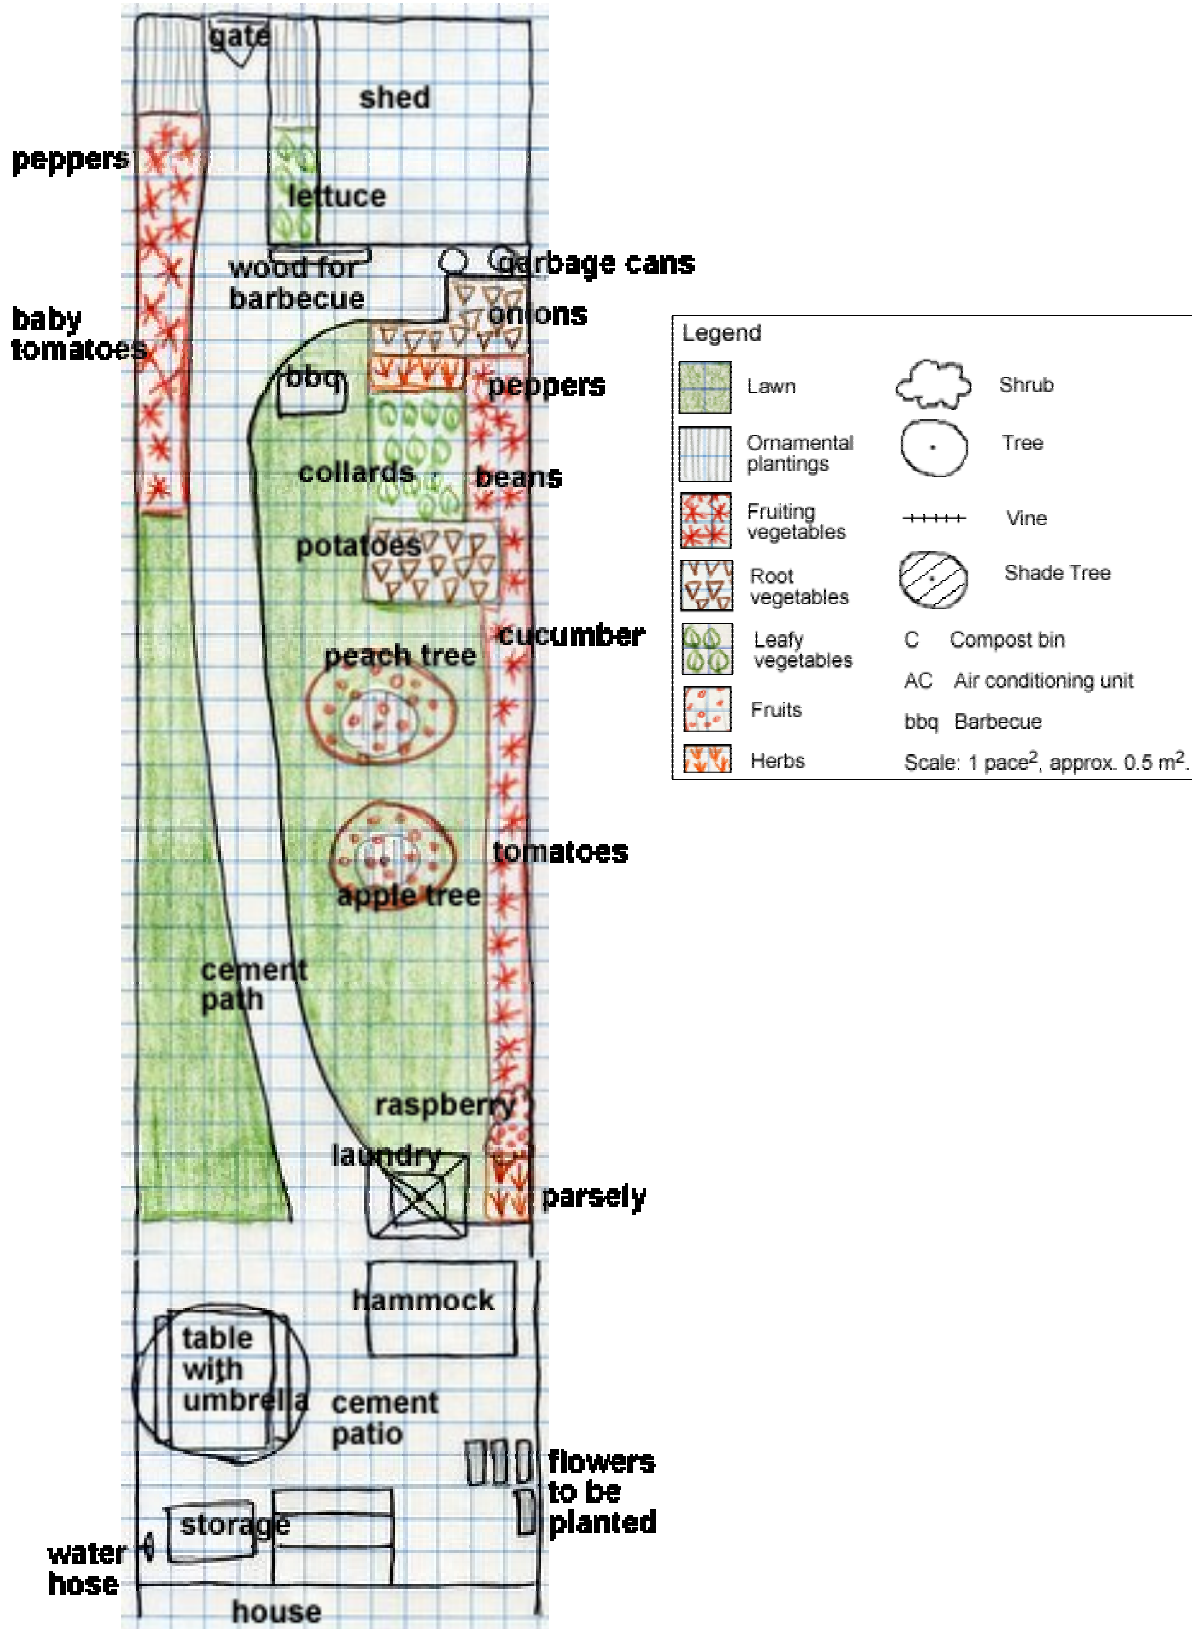 gate
shed
peppers
lettuce
wood for
barbecue
garbage cans
onions
baby
tomatoes
bbq
peppers
collards
beans
potatoes
cucumber
peach tree
tomatoes
apple tree
cement
path
raspberry
laundry
parsely
hammock
table
with
umbrella
cement
patio
flowers
to be
planted
storage
water
hose
house
Legend
Lawn
Ornamental
plantings
Fruiting
vegetables
Root
vegetables
Leafy
vegetables
Fruits
Herbs
Shrub
Tree
Vine
Shade Tree
C Compost bin
AC Air conditioning unit
bbq Barbecue
Scale: 1 pace², approx. 0.5 m².